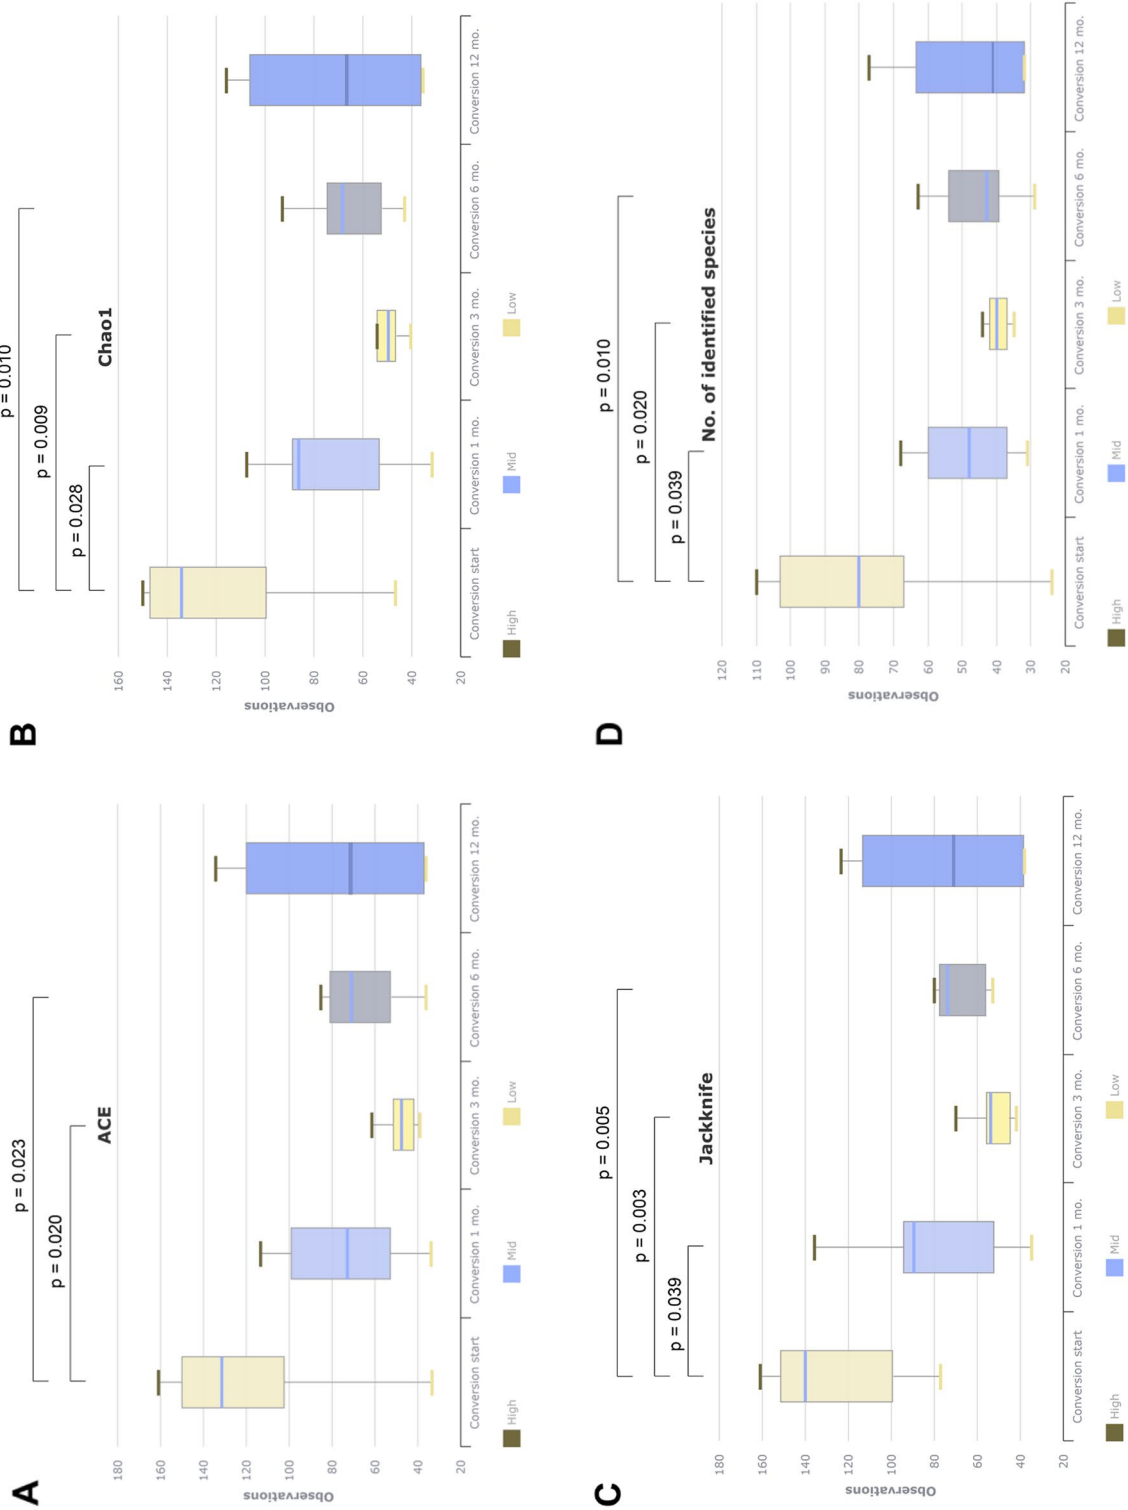 A
p = 0.023
p = 0.020
ACE
180
160
140
120
100
80
60
40
20
Observations
Conversion start
Conversion 1 mo.
Conversion 3 mo.
Conversion 6 mo.
Conversion 12 mo.
High
Mid
Low
B
p = 0.010
p = 0.009
p = 0.028
Chao1
160
140
120
100
80
60
40
20
Observations
Conversion start
Conversion 1 mo.
Conversion 3 mo.
Conversion 6 mo.
Conversion 12 mo.
High
Mid
Low
C
p = 0.005
p = 0.003
p = 0.039
Jackknife
180
160
140
120
100
80
60
40
20
Observations
Conversion start
Conversion 1 mo.
Conversion 3 mo.
Conversion 6 mo.
Conversion 12 mo.
High
Mid
Low
D
p = 0.010
p = 0.020
p = 0.039
No. of identified species
120
110
100
90
80
70
60
50
40
30
20
Observations
Conversion start
Conversion 1 mo.
Conversion 3 mo.
Conversion 6 mo.
Conversion 12 mo.
High
Mid
Low